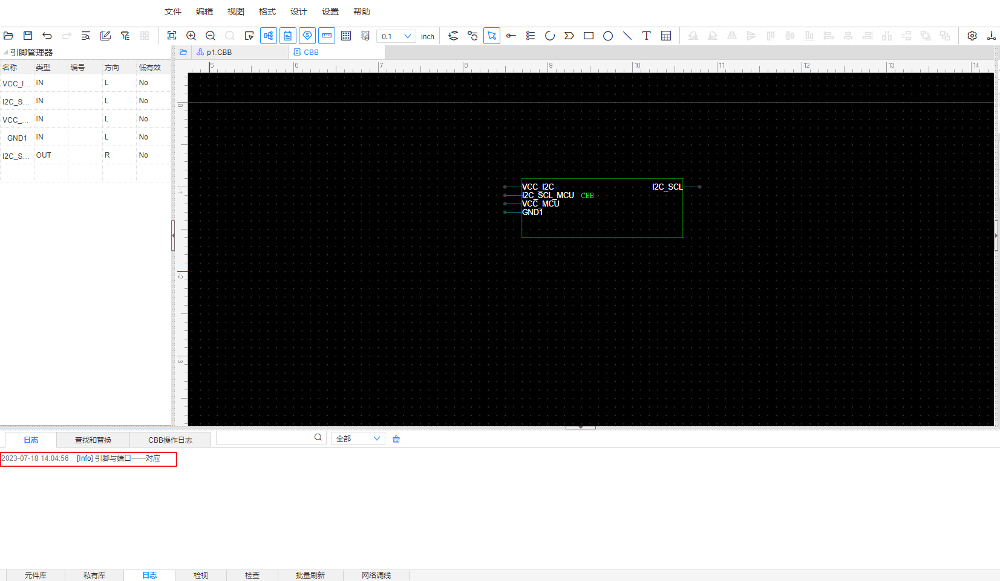 文件 编辑 视图 格式 设计 设置 帮助
0.1 inch
引脚管理器
p1.CBB
CBB
名称 类型 编号 方向 低有效
VCC_I... IN L No
I2C_S... IN L No
VCC_... IN L No
GND1 IN L No
I2C_S... OUT R No
5 6 7 8 9 10 11 12 13 14
0
-1
-2
-3
VCC_I2C I2C_SCL
I2C_SCL_MCU CBB
VCC_MCU
GND1
日志 查找和替换 CBB操作日志 全部
2023-07-18 14:04:56 [Info] 引脚与端口一一对应
元件库 私有库 日志 检视 检查 批量刷新 网络调线